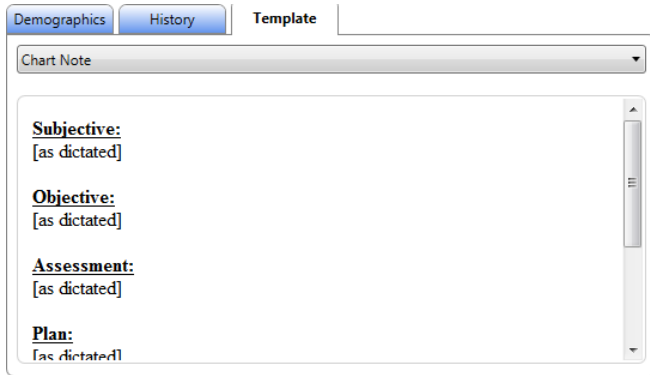 Demographics History Template
Chart Note
Subjective:
[as dictated]
Objective:
[as dictated]
Assessment:
[as dictated]
Plan:
[as dictated]